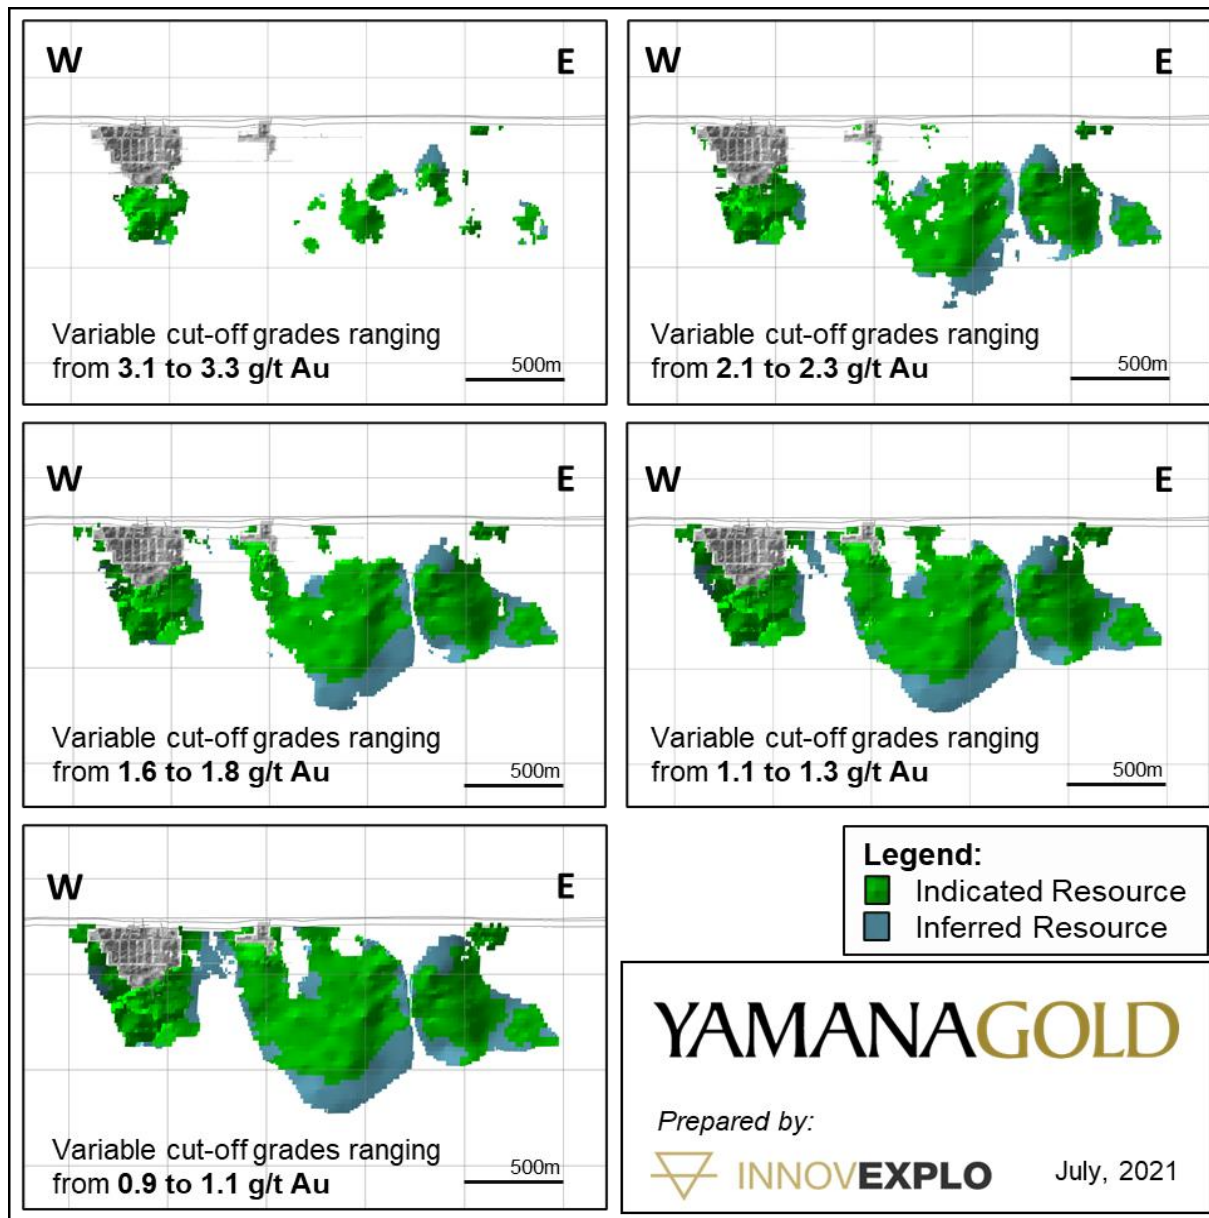 W
E
Variable cut-off grades ranging
from 3.1 to 3.3 g/t Au
500m
W
E
Variable cut-off grades ranging
from 2.1 to 2.3 g/t Au
500m
W
E
Variable cut-off grades ranging
from 1.6 to 1.8 g/t Au
500m
W
E
Variable cut-off grades ranging
from 1.1 to 1.3 g/t Au
500m
W
E
Variable cut-off grades ranging
from 0.9 to 1.1 g/t Au
500m
Legend:
Indicated Resource
Inferred Resource
YAMANAGOLD
Prepared by:
INNOVEXPLO
July, 2021